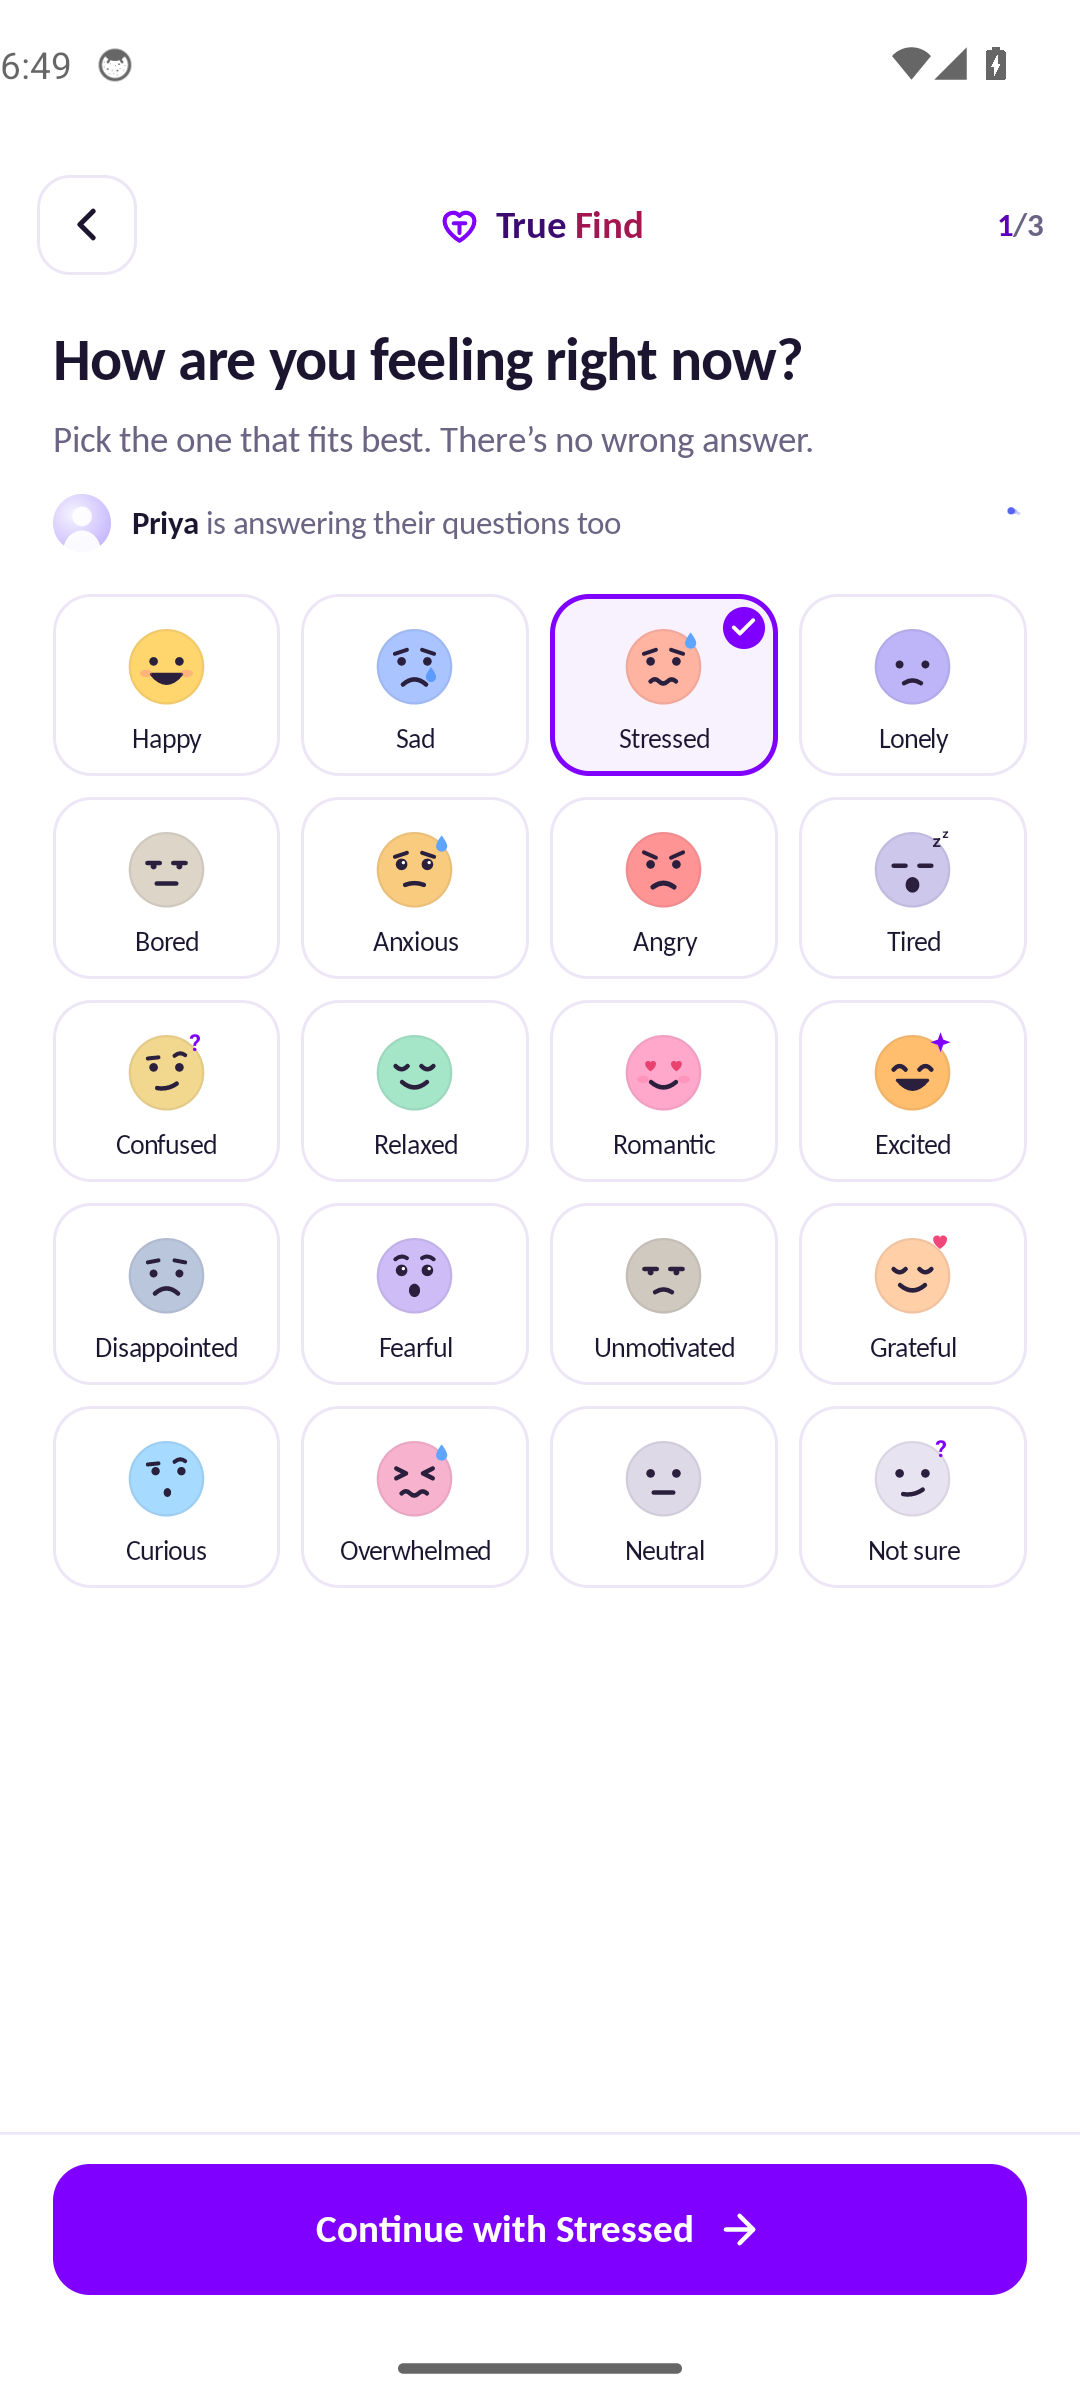 6:49
True Find
1/3
How are you feeling right now?
Pick the one that fits best. There’s no wrong answer.
Priya is answering their questions too
Happy
Sad
Stressed
Lonely
Bored
Anxious
Angry
z z
Tired
?
Confused
Relaxed
Romantic
Excited
Disappointed
Fearful
Unmotivated
Grateful
Curious
Overwhelmed
Neutral
?
Not sure
Continue with Stressed